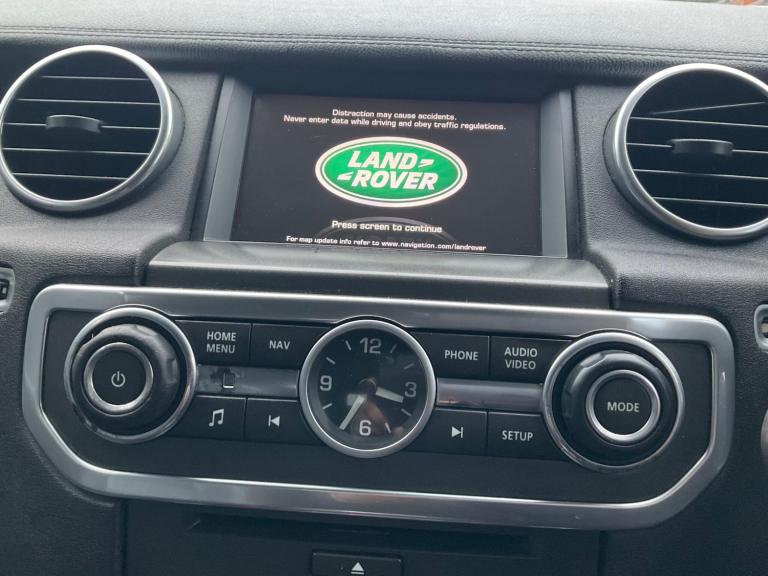 Distraction may cause accidents.
Never enter data while driving and obey traffic regulations.
LAND
ROVER
Press screen to continue
For map update info refer to www.navigation.com/landrover
HOME
MENU
NAV
12
9
3
6
PHONE
AUDIO
VIDEO
SETUP
MODE